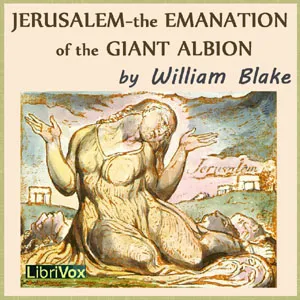 JERUSALEM-the EMANATION
of the GIANT ALBION
by William Blake
Jerusalem
LibriVox